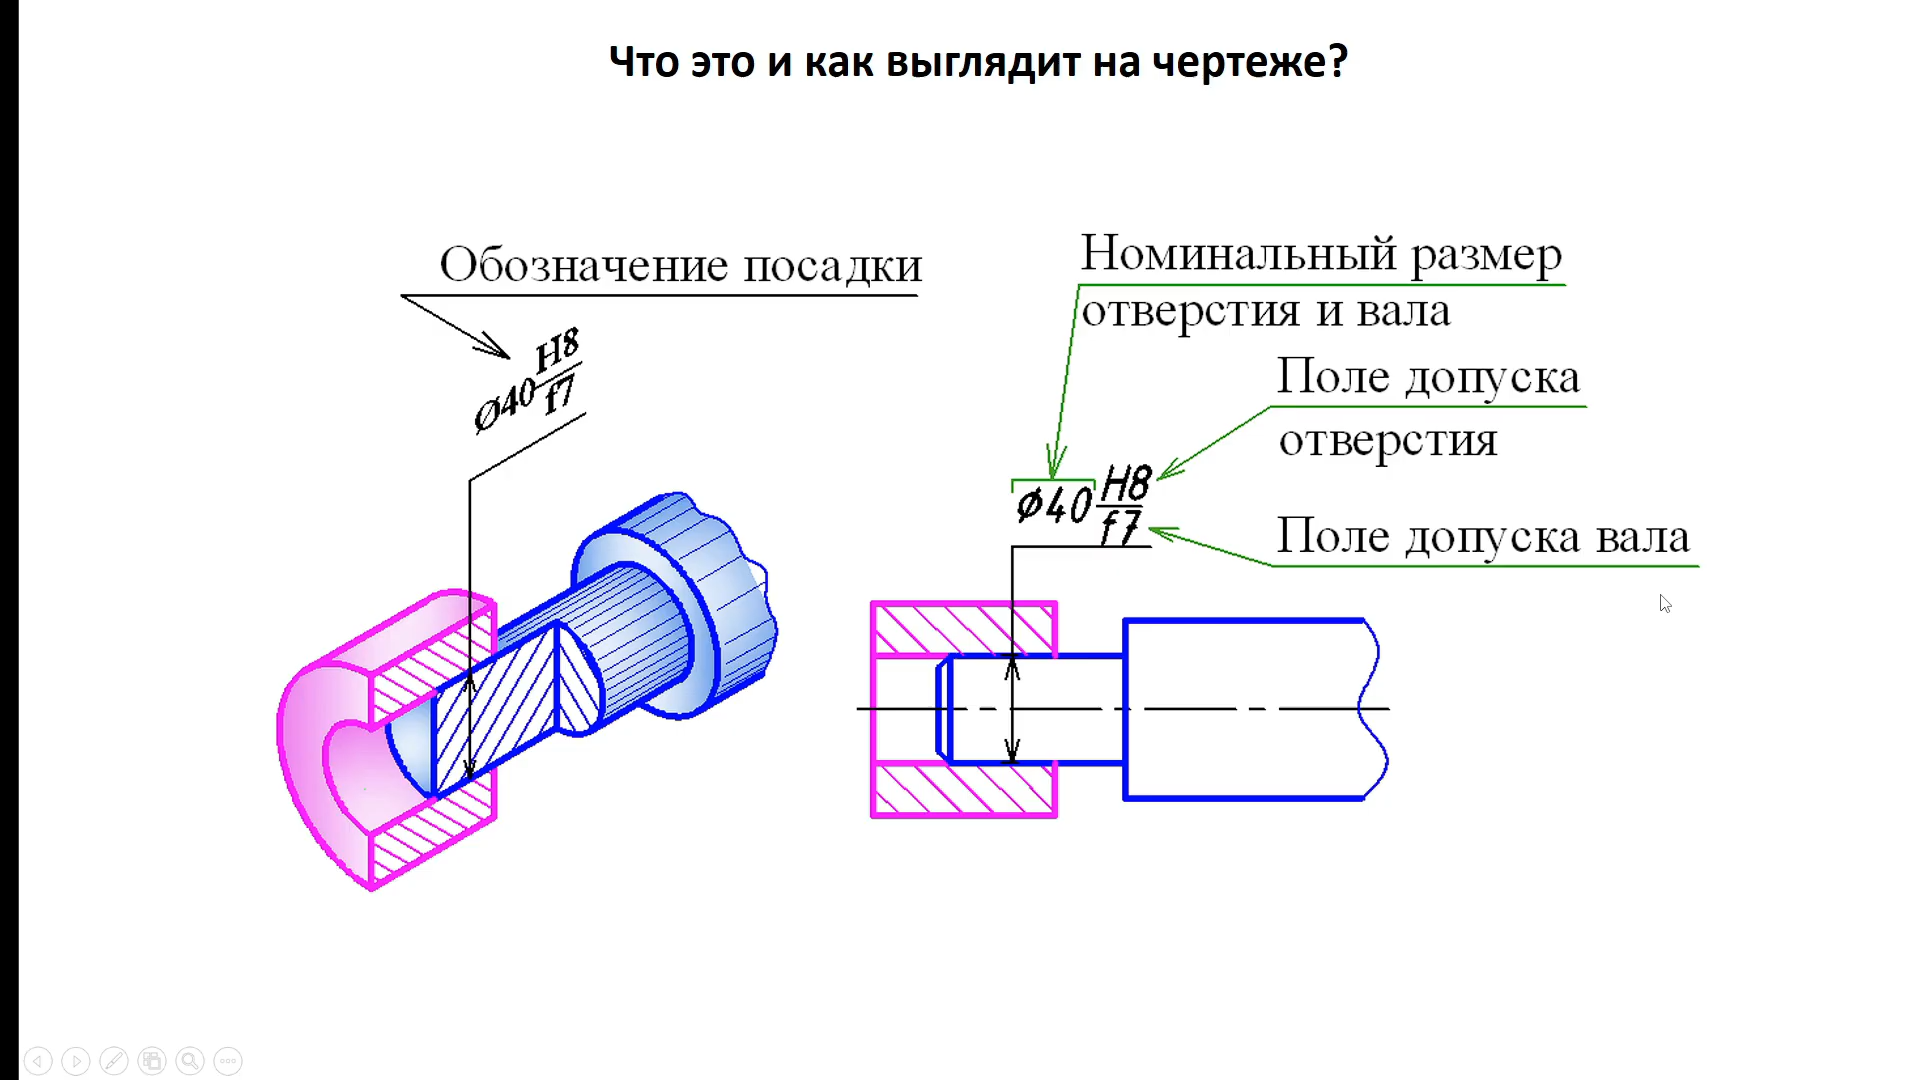 Что это и как выглядит на чертеже?
Обозначение посадки
Ø40 H8
f7
Номинальный размер
отверстия и вала
Поле допуска
отверстия
Ø40 H8
f7
Поле допуска вала